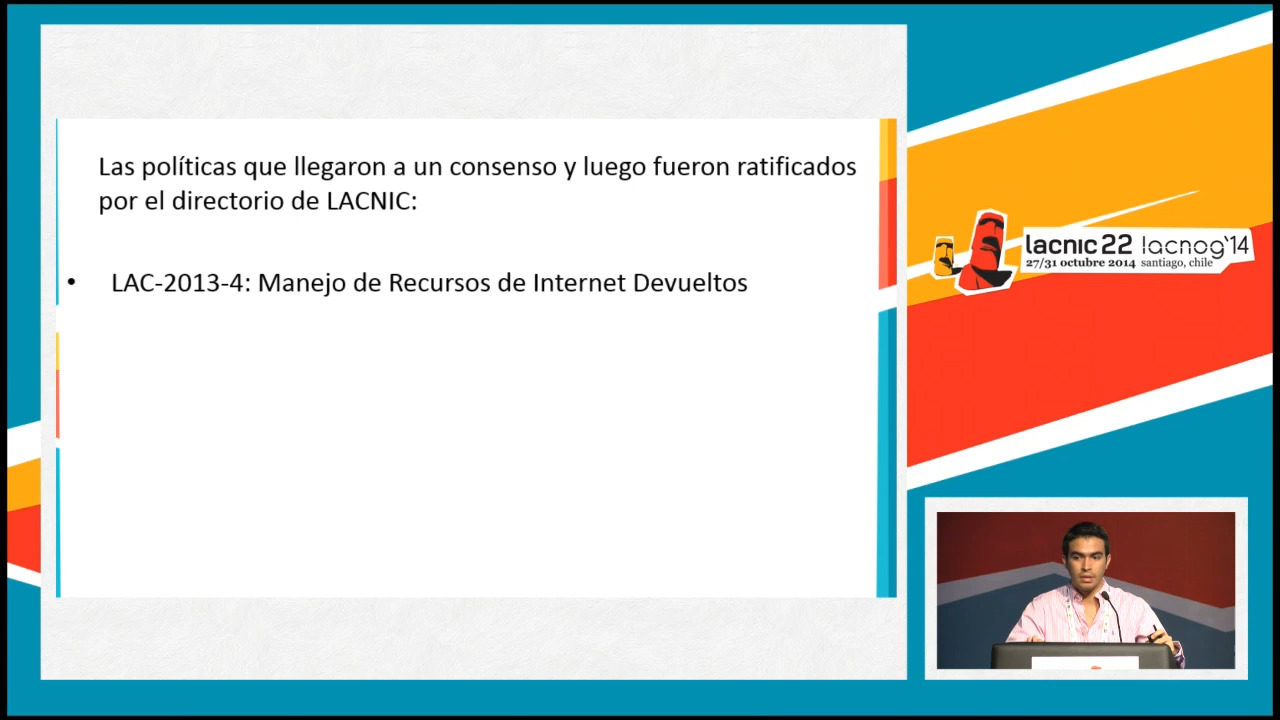 Las políticas que llegaron a un consenso y luego fueron ratificados
por el directorio de LACNIC:
• LAC-2013-4: Manejo de Recursos de Internet Devueltos
lacnic 22 lacnog'14
27/31 octubre 2014 santiago, chile